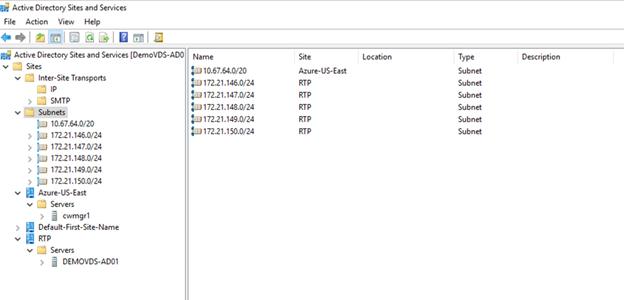 Active Directory Sites and Services
File Action View Help
Active Directory Sites and Services [DemoVDS-AD0
Sites
Inter-Site Transports
IP
SMTP
Subnets
10.67.64.0/20
172.21.146.0/24
172.21.147.0/24
172.21.148.0/24
172.21.149.0/24
172.21.150.0/24
Azure-US-East
Servers
cwmgr1
Default-First-Site-Name
RTP
Servers
DEMOVDS-AD01
Name Site Location Type Description
10.67.64.0/20 Azure-US-East Subnet
172.21.146.0/24 RTP Subnet
172.21.147.0/24 RTP Subnet
172.21.148.0/24 RTP Subnet
172.21.149.0/24 RTP Subnet
172.21.150.0/24 RTP Subnet